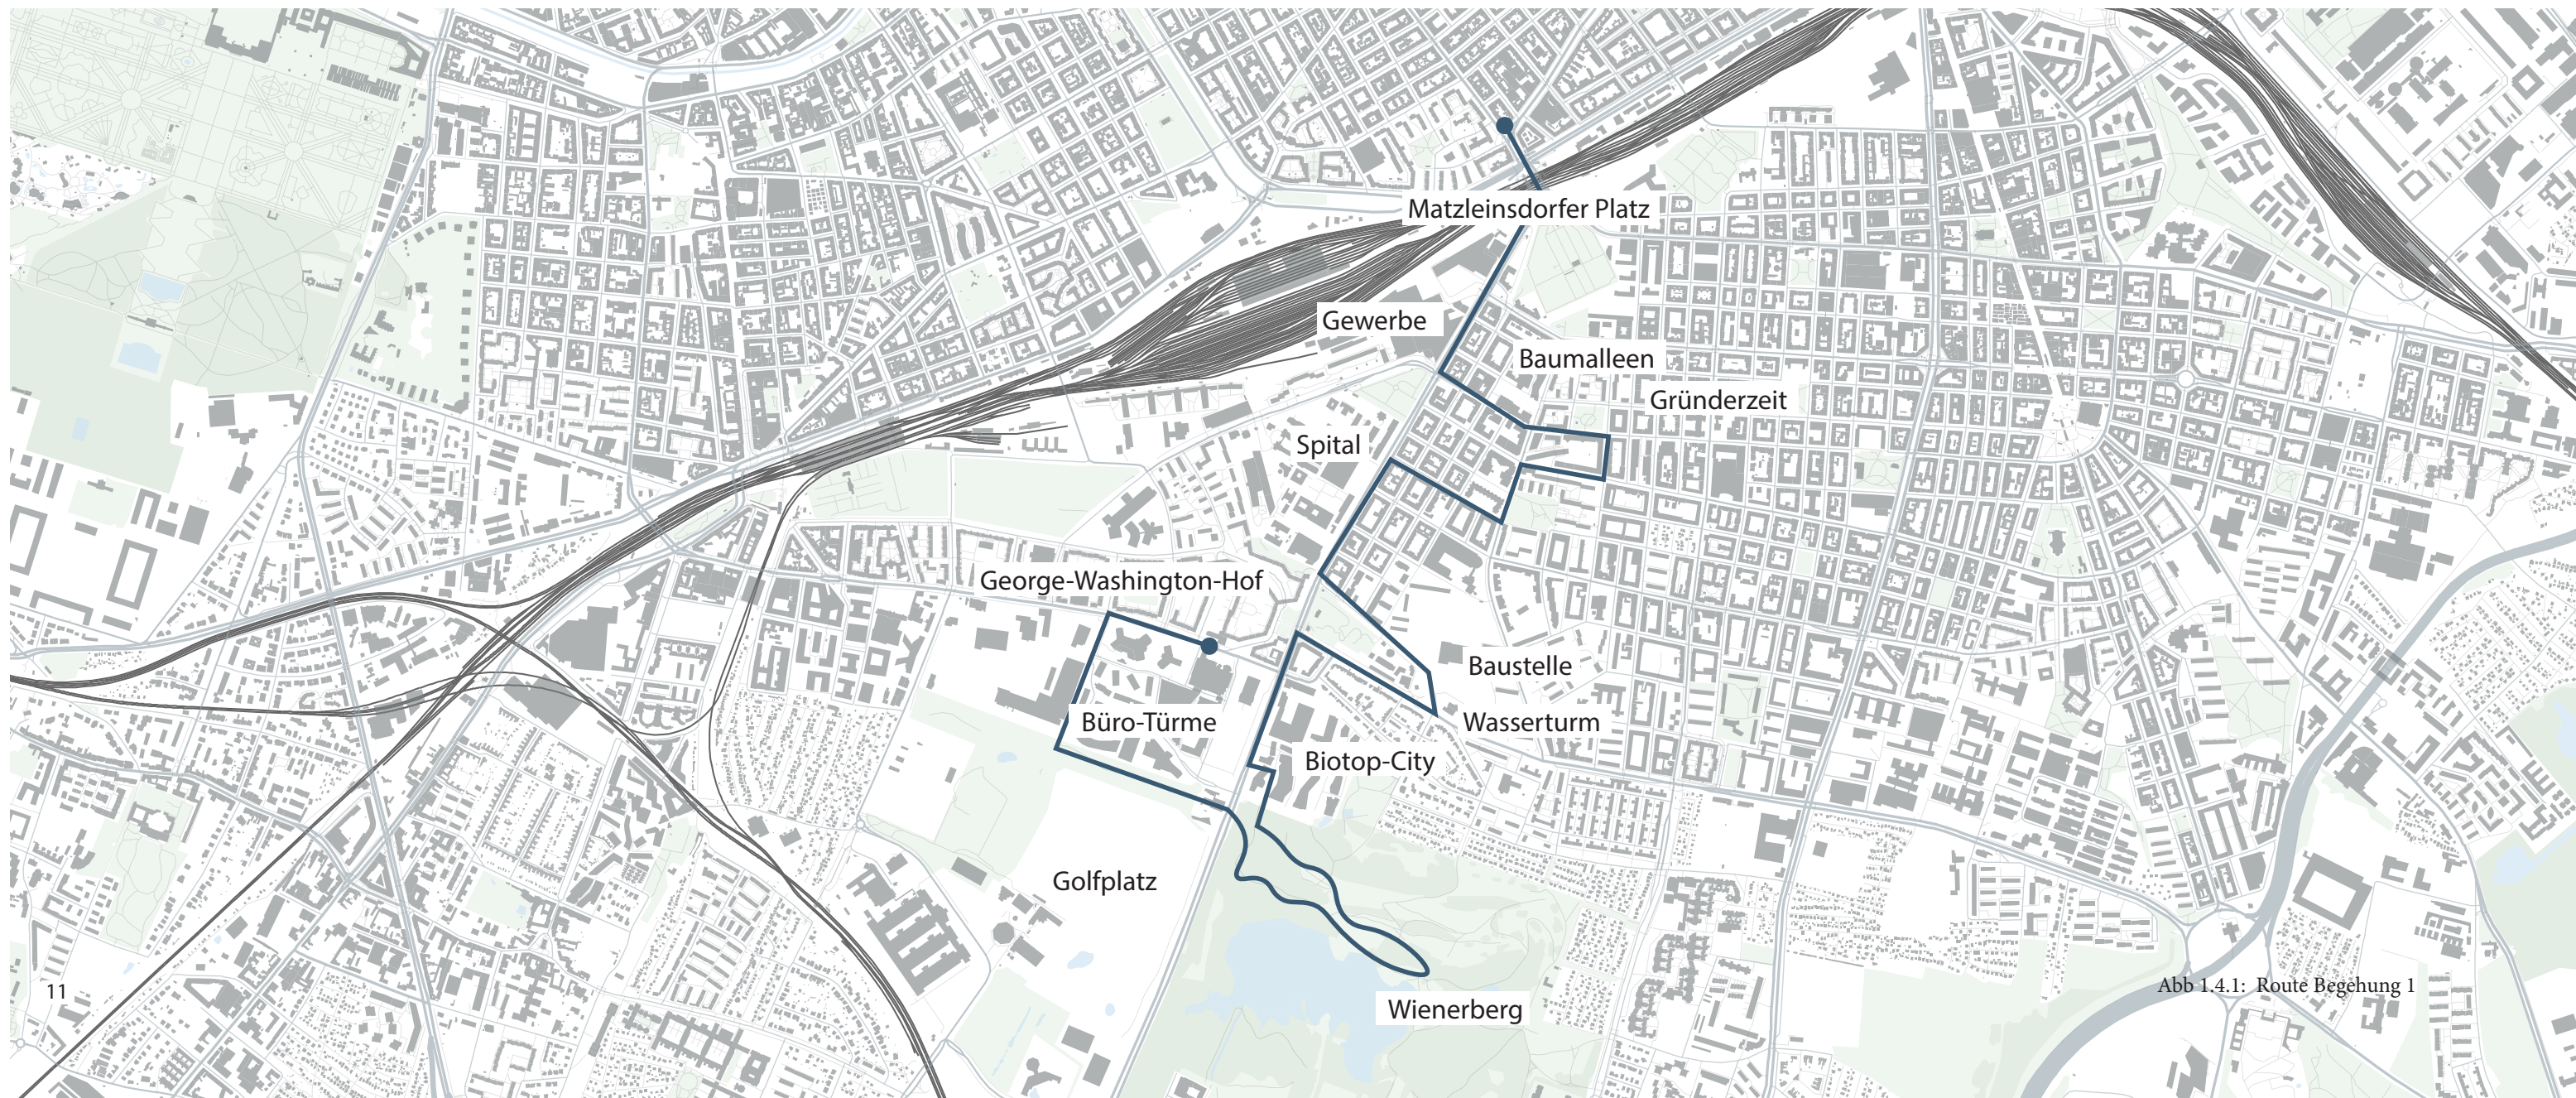 Matzleinsdorfer Platz
Gewerbe
Baumalleen
Gründerzeit
Spital
George-Washington-Hof
Baustelle
Büro-Türme
Wasserturm
Biotop-City
Golfplatz
Wienerberg
11
Abb 1.4.1: Route Begehung 1